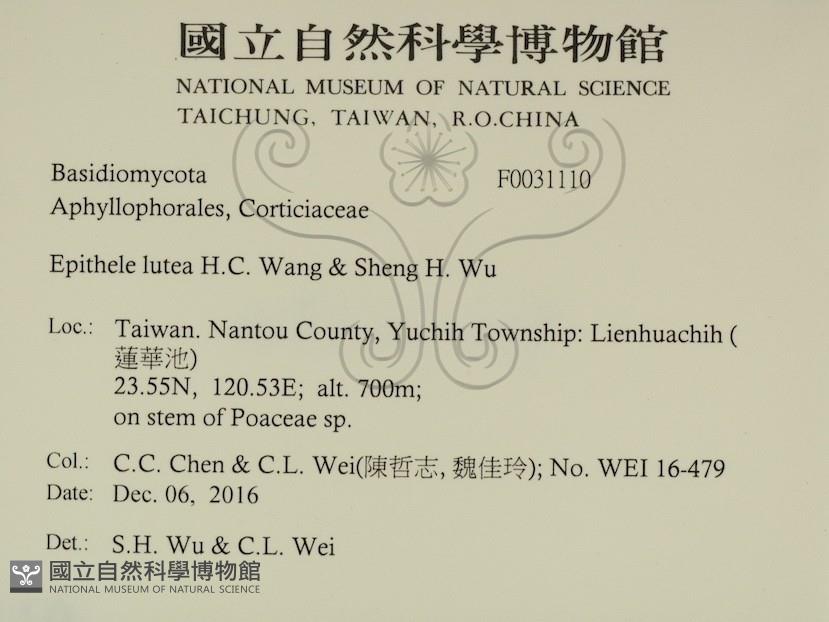 國立自然科學博物館
NATIONAL MUSEUM OF NATURAL SCIENCE
TAICHUNG, TAIWAN, R.O.CHINA
Basidiomycota F0031110
Aphyllophorales, Corticiaceae
Epithele lutea H.C. Wang & Sheng H. Wu
Loc.: Taiwan. Nantou County, Yuchih Township: Lienhuachih (
蓮華池)
23.55N, 120.53E; alt. 700m;
on stem of Poaceae sp.
Col.: C.C. Chen & C.L. Wei(陳哲志, 魏佳玲); No. WEI 16-479
Date: Dec. 06, 2016
Det.: S.H. Wu & C.L. Wei
國立自然科學博物館
NATIONAL MUSEUM OF NATURAL SCIENCE